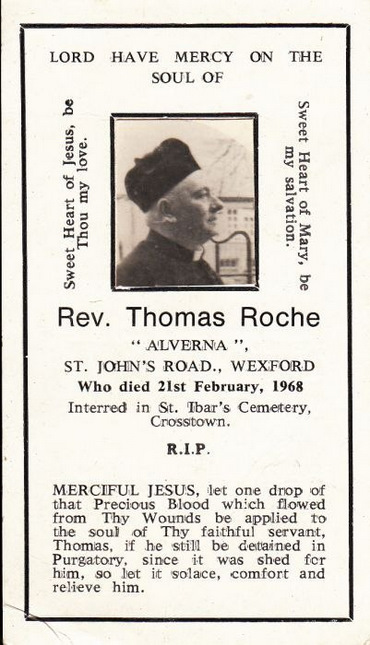 LORD HAVE MERCY ON THE
SOUL OF
Sweet Heart of Jesus, be
Thou my love.
Sweet Heart of Mary, be
my salvation.
Rev. Thomas Roche
" ALVERNA ",
ST. JOHN'S ROAD., WEXFORD
Who died 21st February, 1968
Interred in St. Ibar's Cemetery,
Crosstown.
R.I.P.
MERCIFUL JESUS, let one drop of
that Precious Blood which flowed
from Thy Wounds be applied to
the soul of Thy faithful servant,
Thomas, if he still be detained in
Purgatory, since it was shed for
him, so let it solace, comfort and
relieve him.